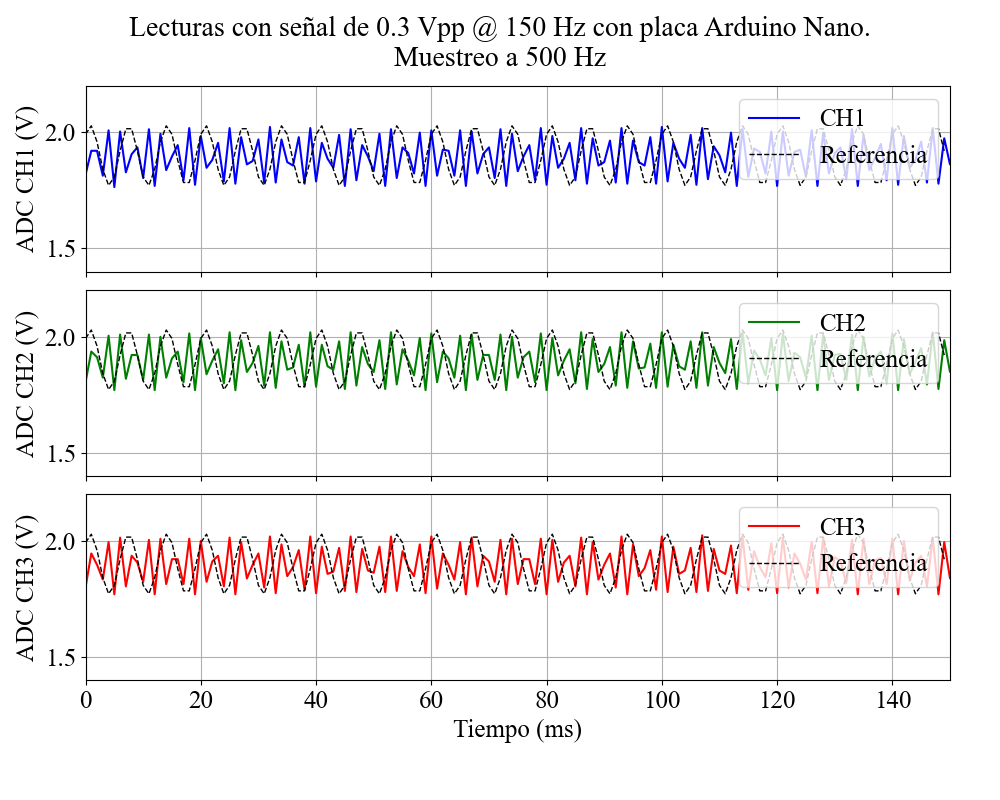 Lecturas con señal de 0.3 Vpp @ 150 Hz con placa Arduino Nano.
Muestreo a 500 Hz
ADC CH1 (V)
2.0
1.5
CH1
Referencia
ADC CH2 (V)
2.0
1.5
CH2
Referencia
ADC CH3 (V)
2.0
1.5
CH3
Referencia
0 20 40 60 80 100 120 140
Tiempo (ms)